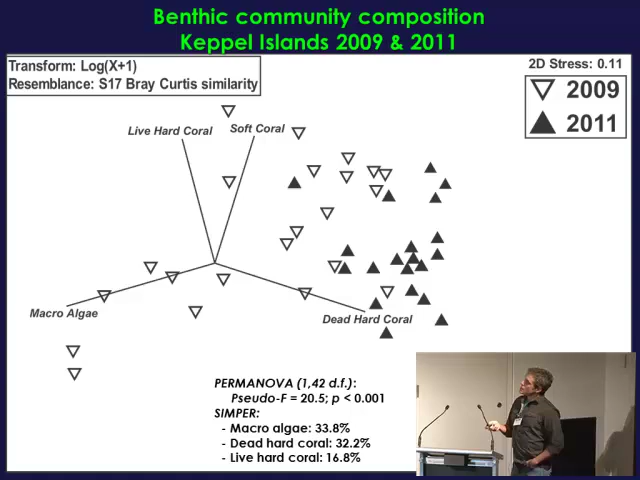 Benthic community composition
Keppel Islands 2009 & 2011
Transform: Log(X+1)
Resemblance: S17 Bray Curtis similarity
2D Stress: 0.11
2009
2011
Live Hard Coral
Soft Coral
Macro Algae
Dead Hard Coral
PERMANOVA (1,42 d.f.):
Pseudo-F = 20.5; p < 0.001
SIMPER:
- Macro algae: 33.8%
- Dead hard coral: 32.2%
- Live hard coral: 16.8%